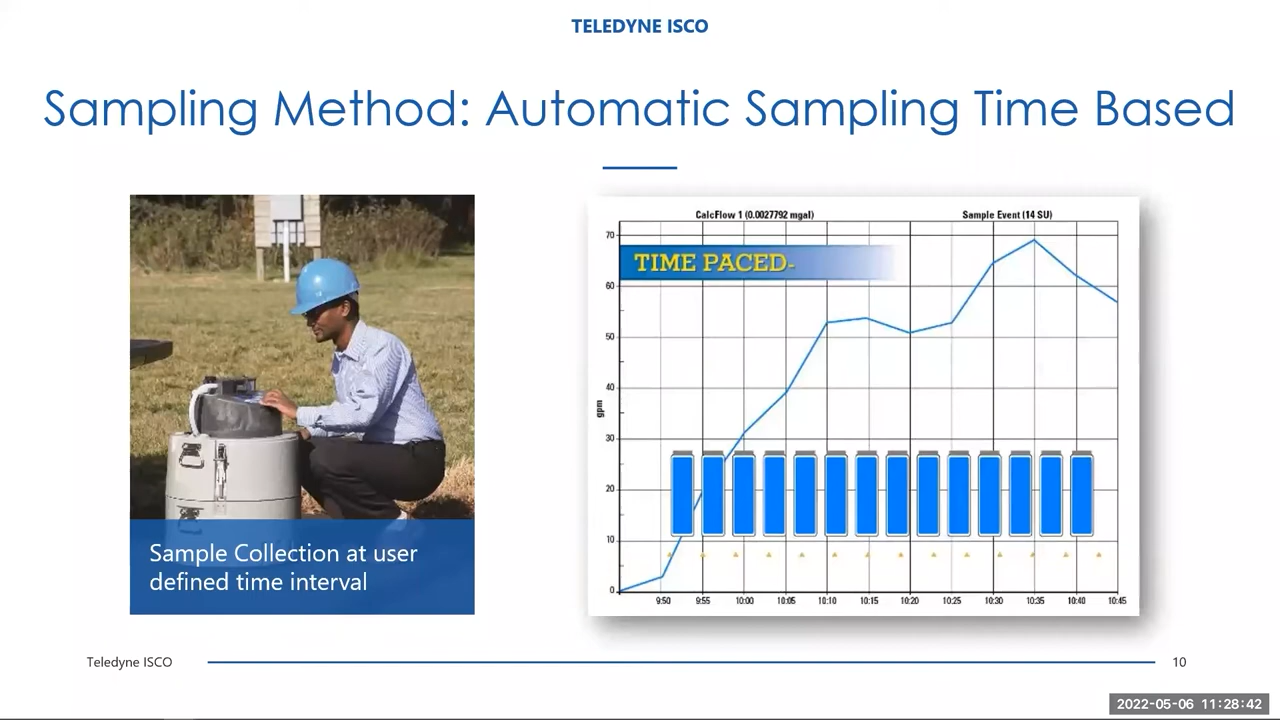 TELEDYNE ISCO
Sampling Method: Automatic Sampling Time Based
Sample Collection at user
defined time interval
CalcFlow 1 (0.0027792 mgal)
Sample Event (14 SU)
TIME PACED-
70
60
50
40
30
20
10
0
gpm
9:50 9:55 10:00 10:05 10:10 10:15 10:20 10:25 10:30 10:35 10:40 10:45
Teledyne ISCO
10
2022-05-06 11:28:42